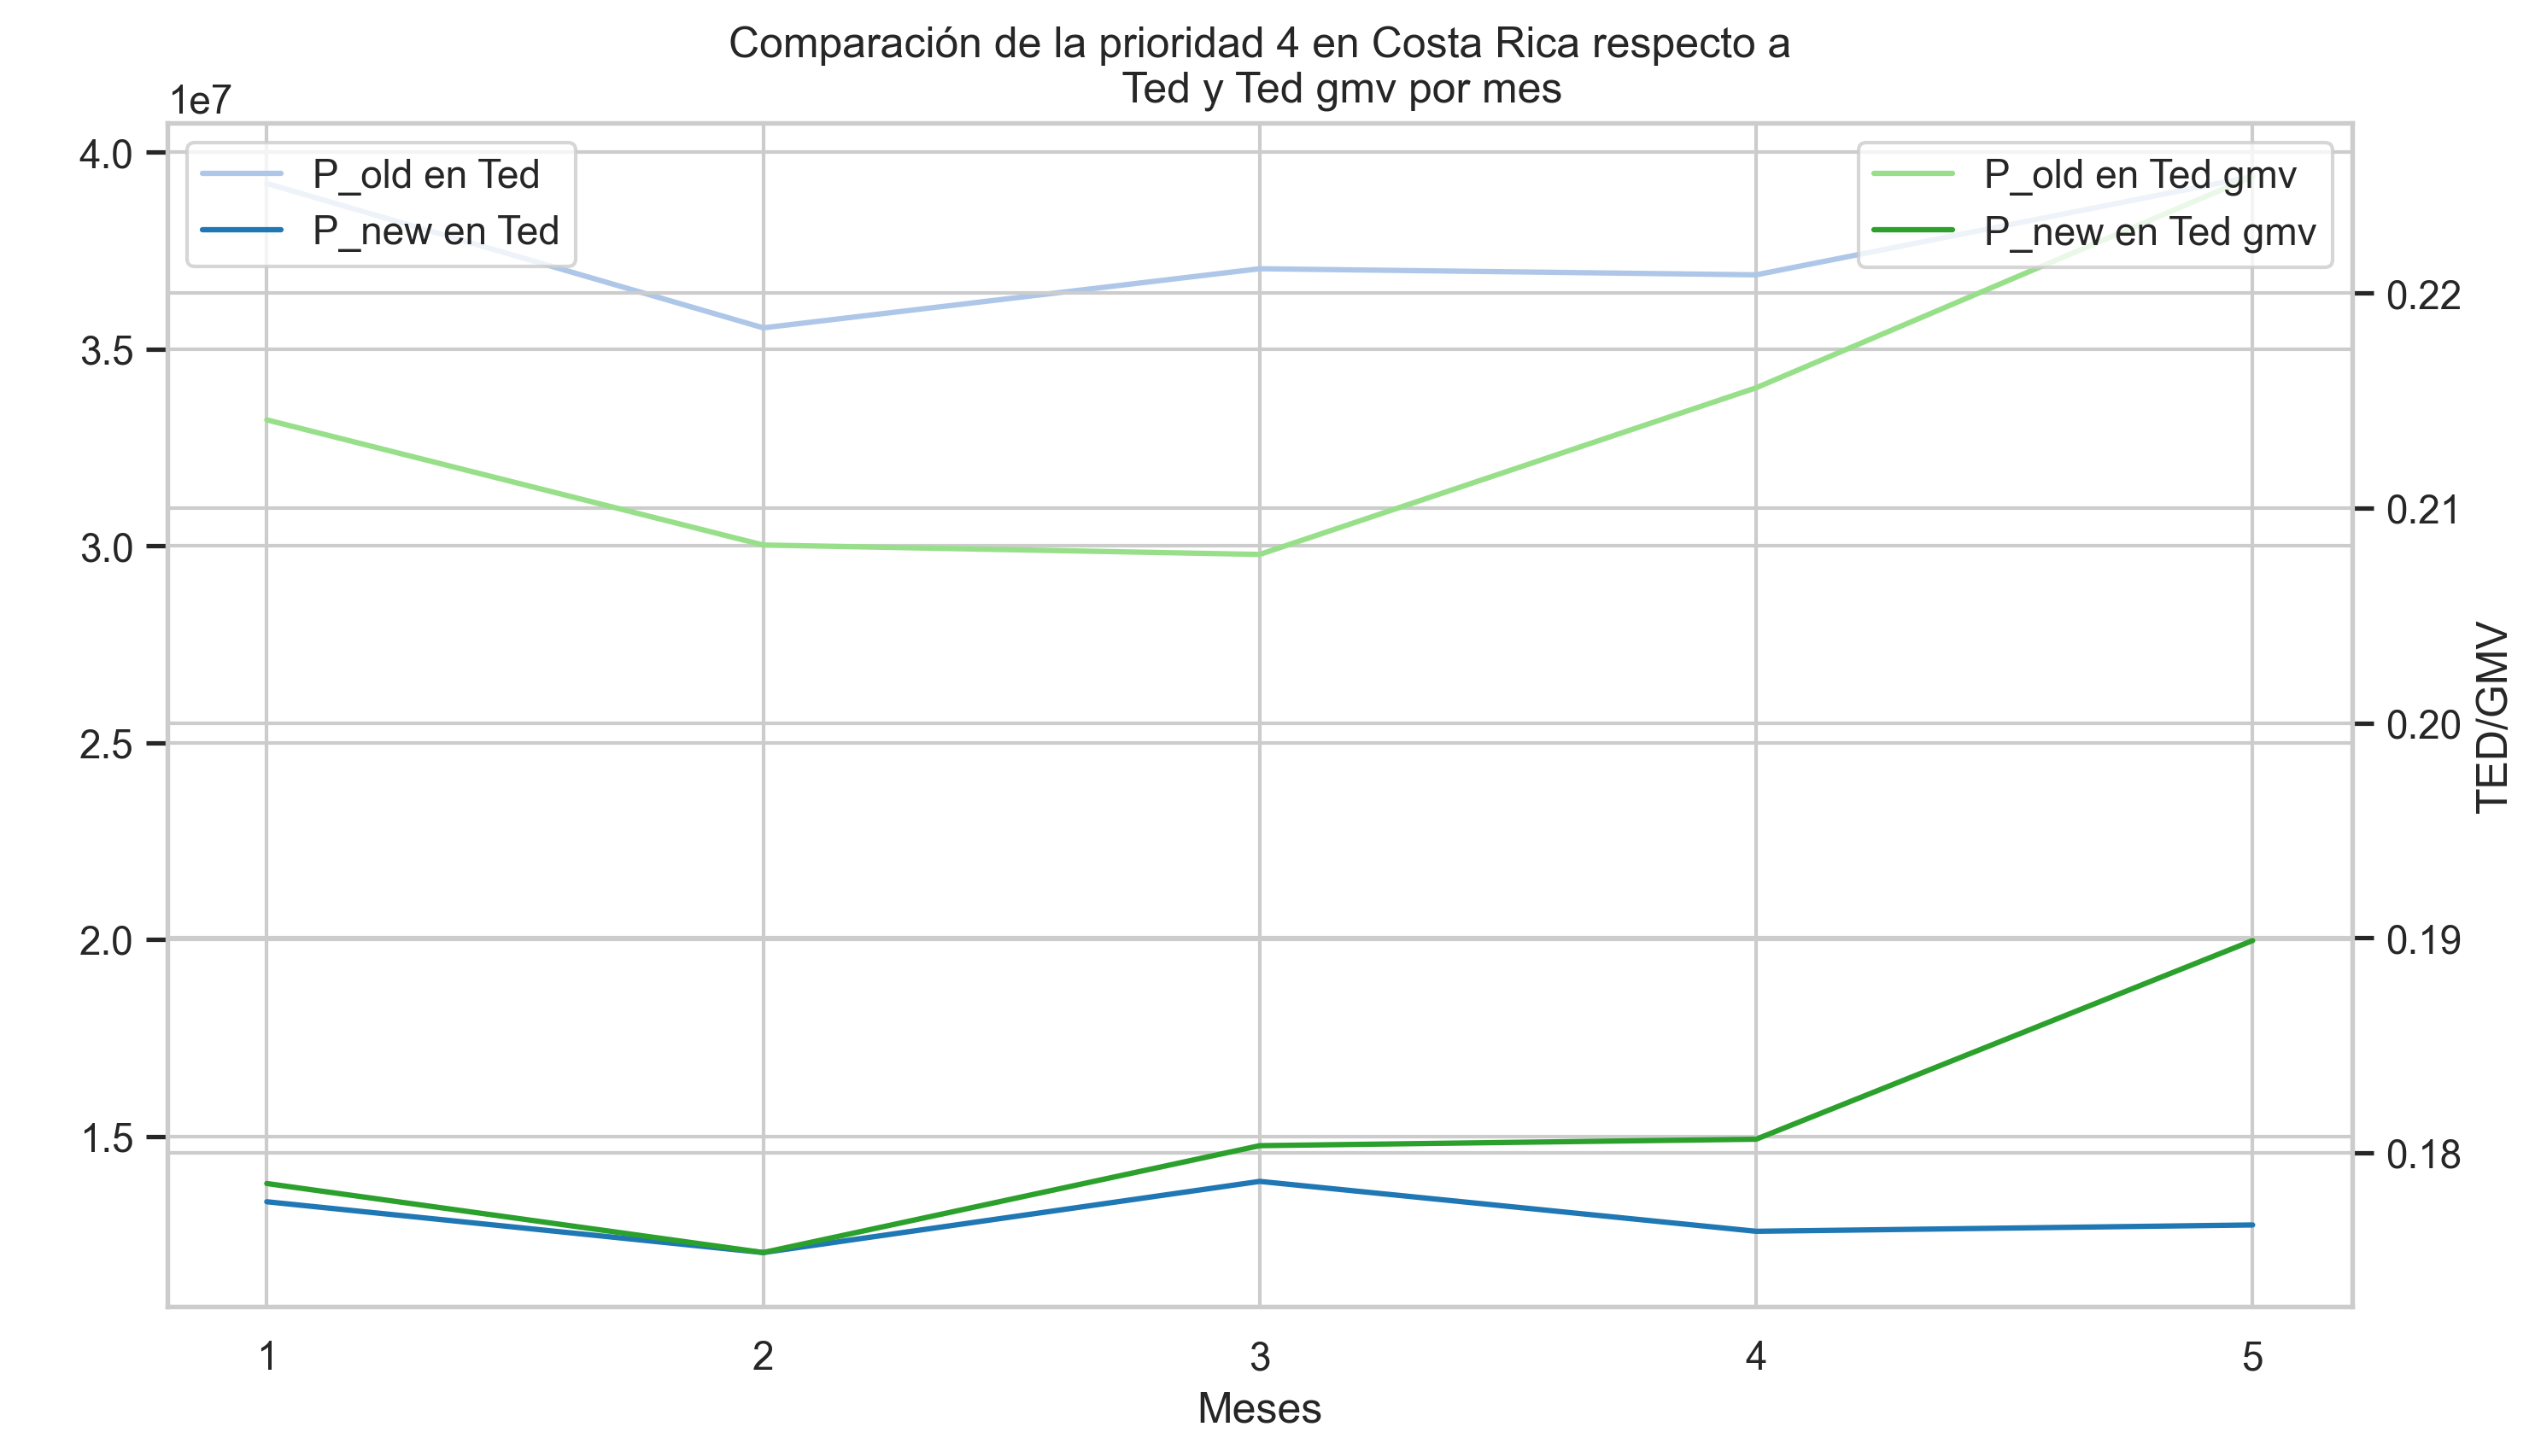 Comparación de la prioridad 4 en Costa Rica respecto a
Ted y Ted gmv por mes
1e7
4.0
3.5
3.0
2.5
2.0
1.5
P_old en Ted
P_new en Ted
P_old en Ted gmv
P_new en Ted gmv
0.22
0.21
0.20
0.19
0.18
TED/GMV
1
2
3
4
5
Meses